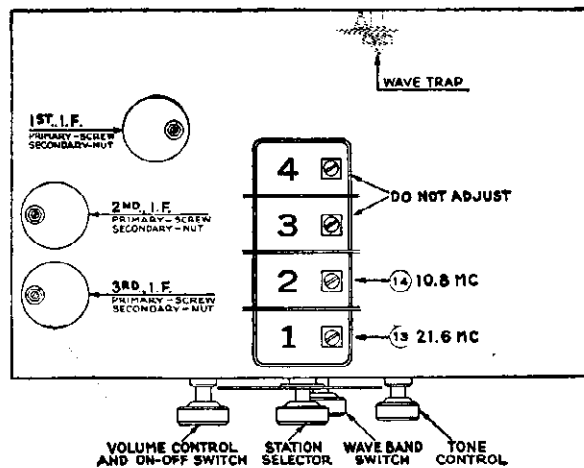 WAVE TRAP
1ST. I.F.
PRIMARY-SCREW
SECONDARY-NUT
4
DO NOT ADJUST
2ND. I.F.
PRIMARY-SCREW
SECONDARY-NUT
3
3RD. I.F.
PRIMARY-SCREW
SECONDARY-NUT
2
14 10.8 MC
1
13 21.6 MC
VOLUME CONTROL
AND ON-OFF SWITCH
STATION
SELECTOR
WAVE BAND
SWITCH
TONE
CONTROL